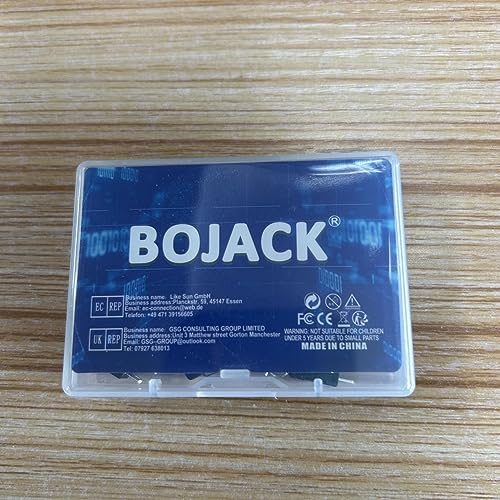 BOJACK®
EC REP
Business name: Like Sun GmbH
Business address:Planckstr. 59, 45147 Essen
Email: ec-connection@web.de
Telefon: +49 471 39156605
UK REP
Business name: GSG CONSULTING GROUP LIMITED
Business address:Unit 3 Matthew street Gorton Manchester
Email: GSG--GROUP@outlook.com
Tel: 07927 638013
WARNING: NOT SUITABLE FOR CHILDREN
UNDER 5 YEARS DUE TO SMALL PARTS
MADE IN CHINA